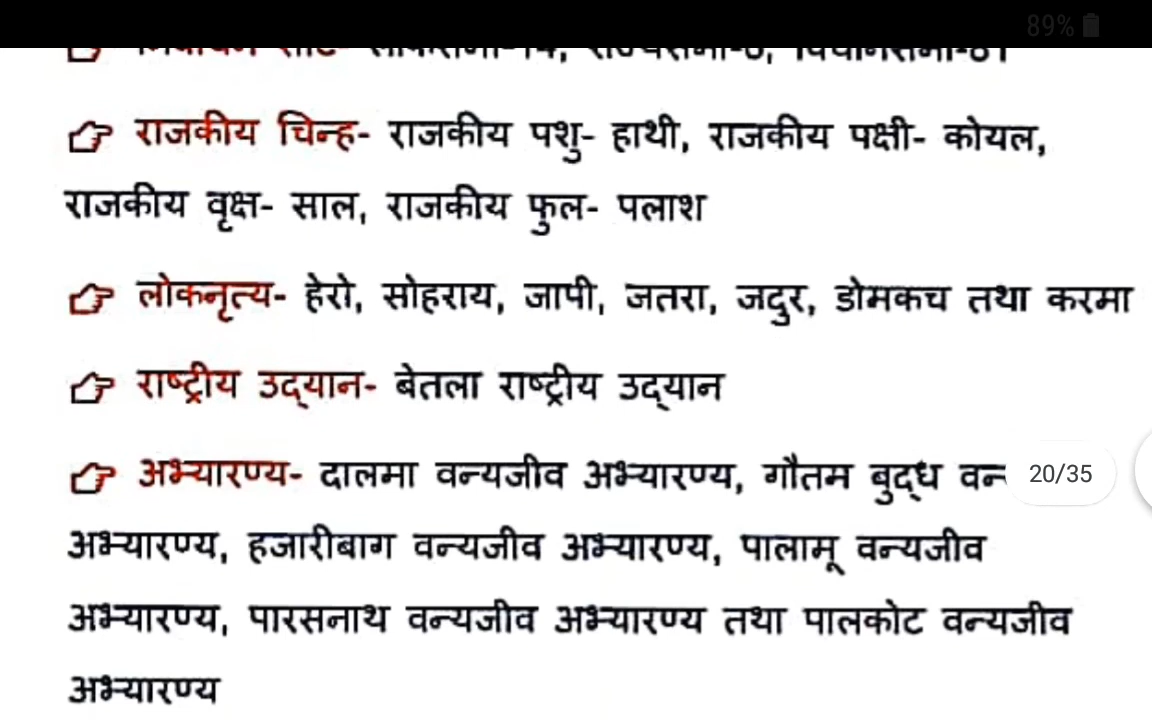 89%
राजकीय चिन्ह- राजकीय पशु- हाथी, राजकीय पक्षी- कोयल,
राजकीय वृक्ष- साल, राजकीय फुल- पलाश
लोकनृत्य- हेरो, सोहराय, जापी, जतरा, जदुर, डोमकच तथा करमा
राष्ट्रीय उद्यान- बेतला राष्ट्रीय उद्यान
अभ्यारण्य- दालमा वन्यजीव अभ्यारण्य, गौतम बुद्ध वन्
20/35
अभ्यारण्य, हजारीबाग वन्यजीव अभ्यारण्य, पालामू वन्यजीव
अभ्यारण्य, पारसनाथ वन्यजीव अभ्यारण्य तथा पालकोट वन्यजीव
अभ्यारण्य